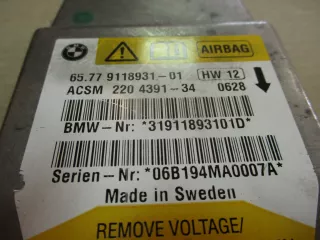 AIRBAG
65.77 9118931-01 HW 12
ACSM 220 4391-34 0628
BMW-Nr: *31911893101D*
Serien-Nr: *06B194MA0007A*
Made in Sweden
REMOVE VOLTAGE/